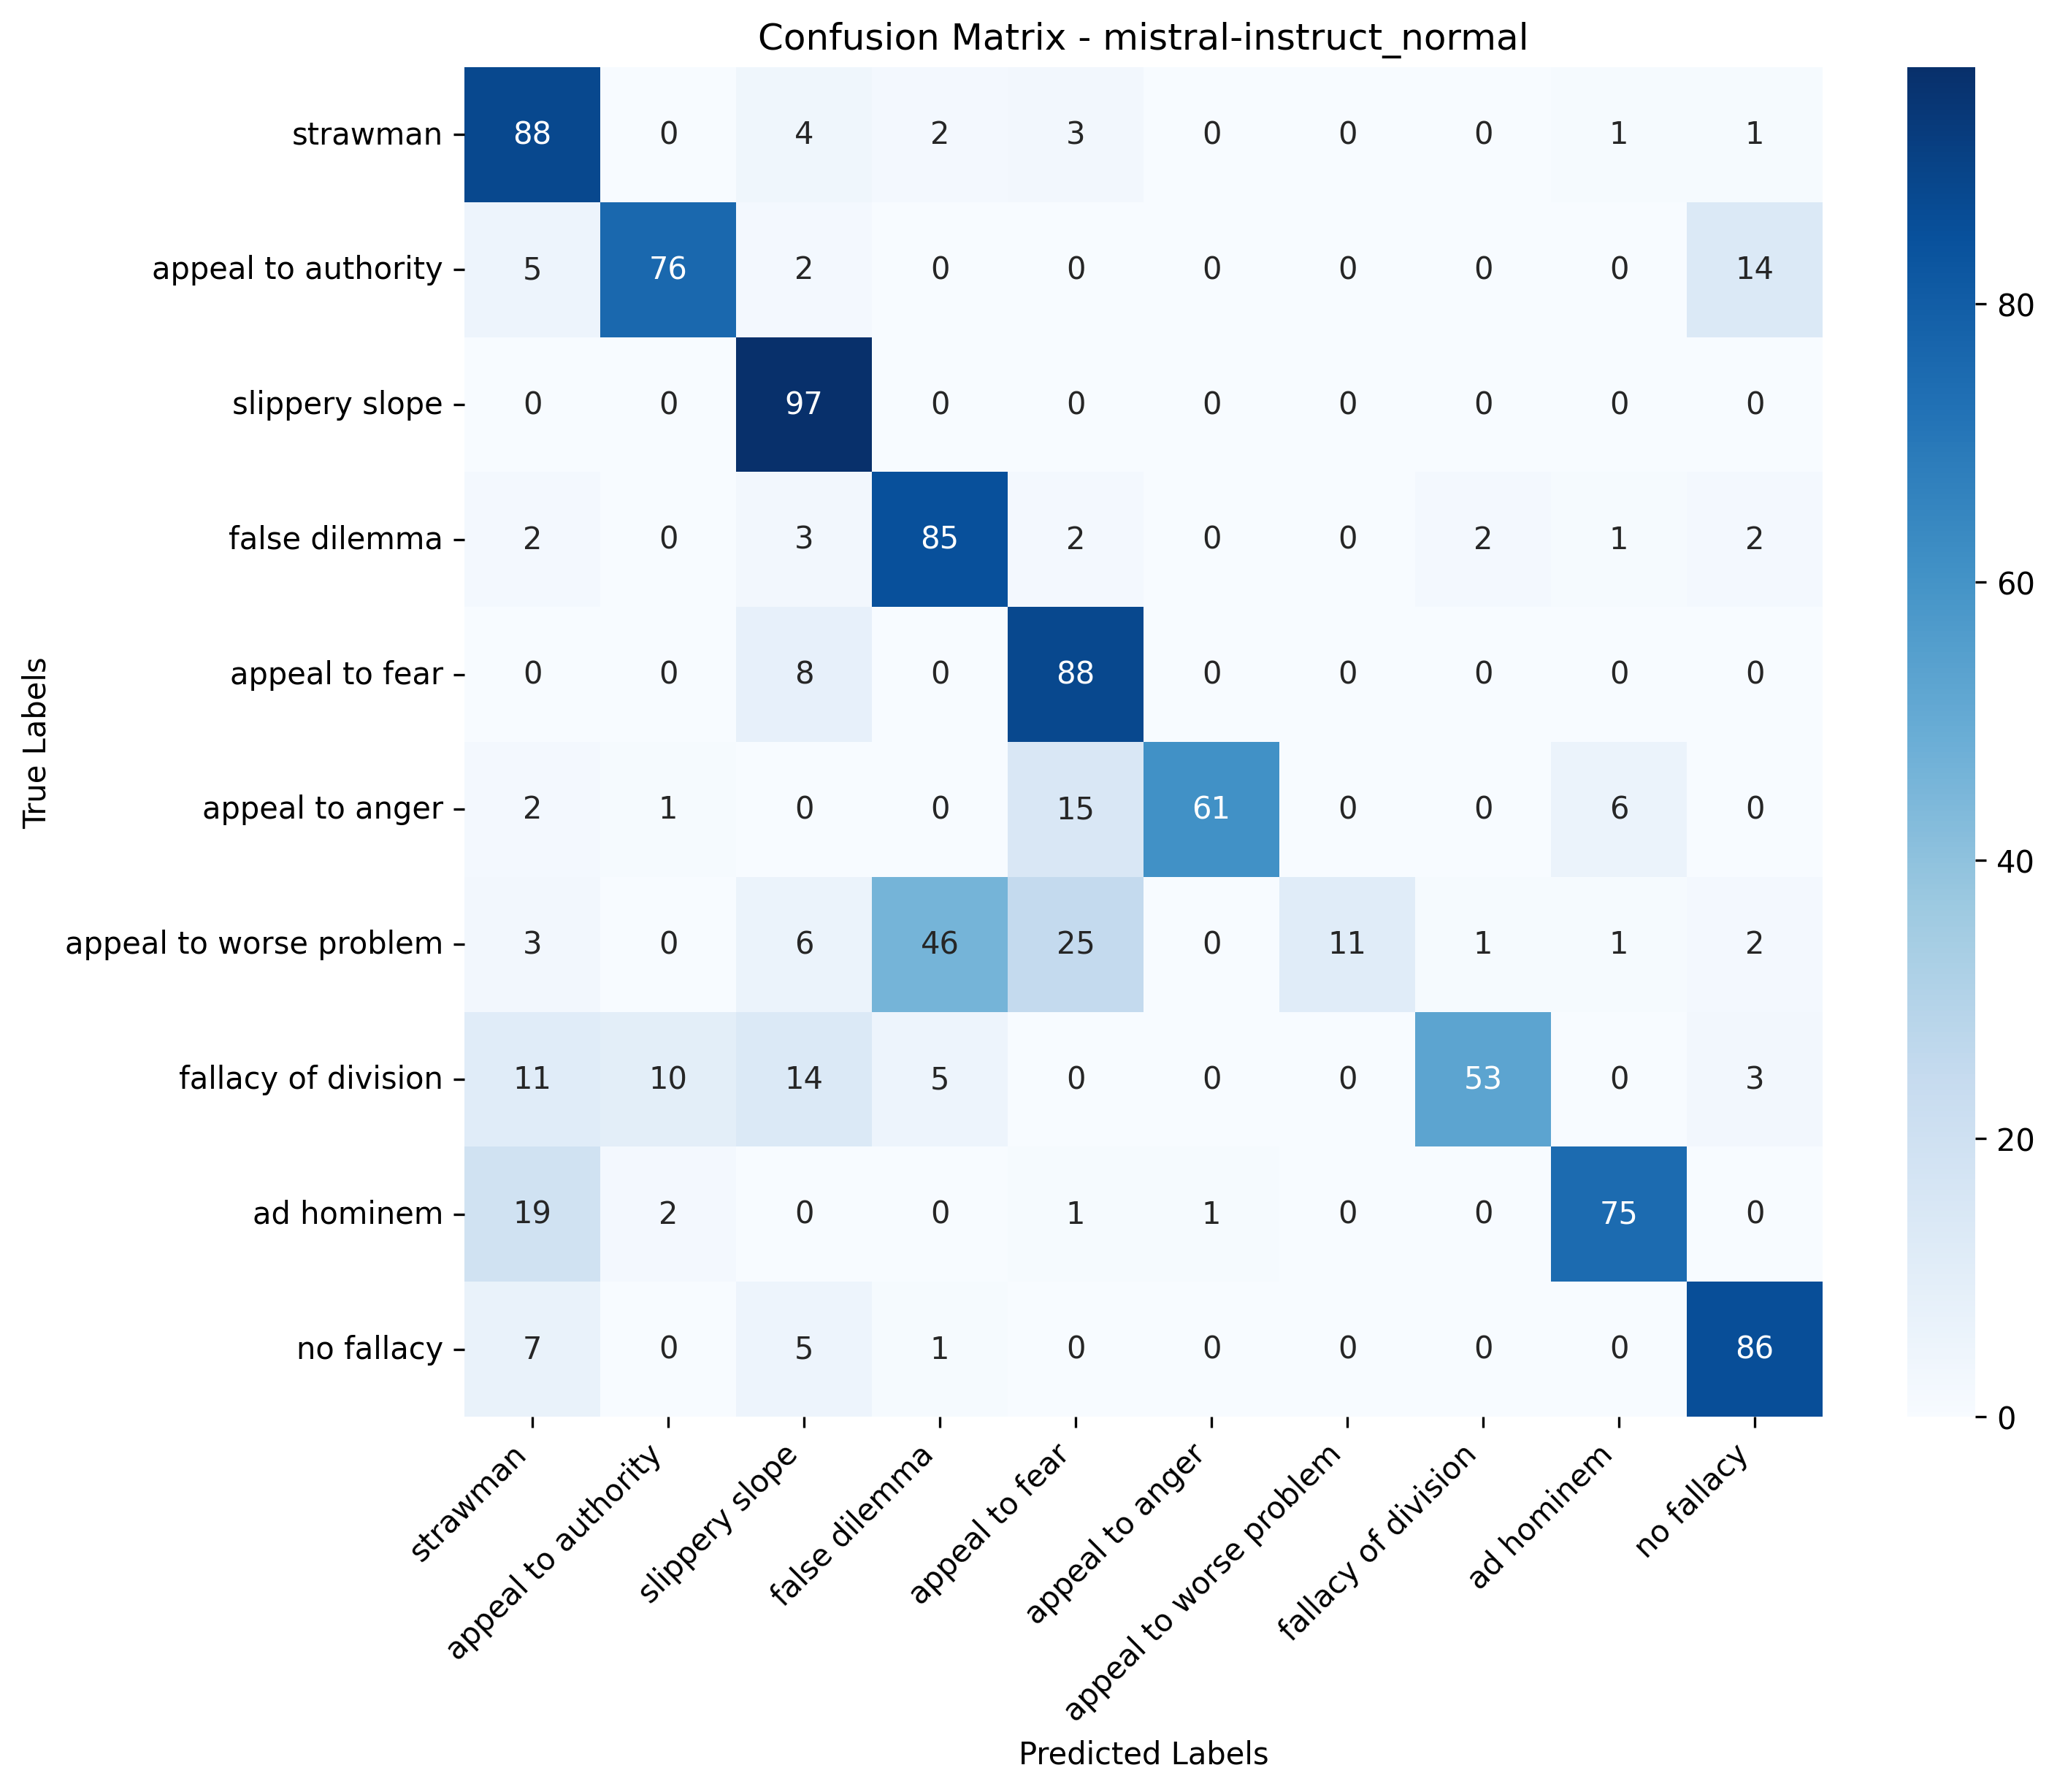 Confusion Matrix - mistral-instruct_normal
strawman 88 0 4 2 3 0 0 0 1 1
appeal to authority 5 76 2 0 0 0 0 0 0 14
slippery slope 0 0 97 0 0 0 0 0 0 0
false dilemma 2 0 3 85 2 0 0 2 1 2
appeal to fear 0 0 8 0 88 0 0 0 0 0
appeal to anger 2 1 0 0 15 61 0 0 6 0
appeal to worse problem 3 0 6 46 25 0 11 1 1 2
fallacy of division 11 10 14 5 0 0 0 53 0 3
ad hominem 19 2 0 0 1 1 0 0 75 0
no fallacy 7 0 5 1 0 0 0 0 0 86
True Labels
strawman
appeal to authority
slippery slope
false dilemma
appeal to fear
appeal to anger
appeal to worse problem
fallacy of division
ad hominem
no fallacy
Predicted Labels
80
60
40
20
0